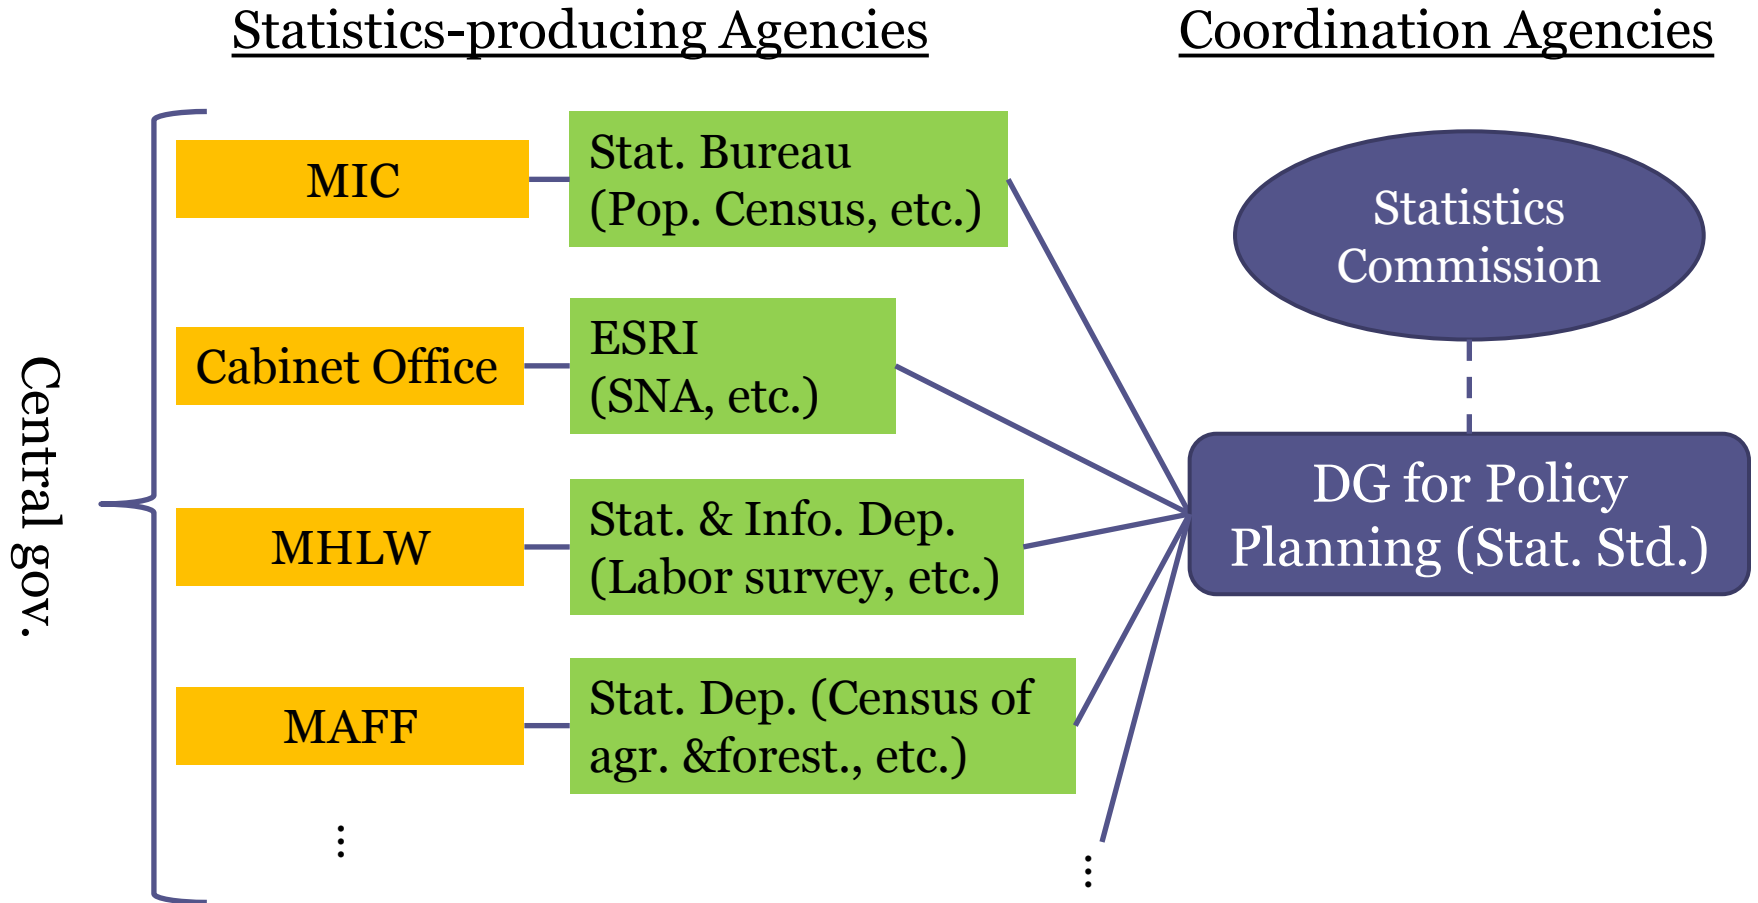 Statistics-producing Agencies
Coordination Agencies
Central gov.
MIC
Stat. Bureau
(Pop. Census, etc.)
Cabinet Office
ESRI
(SNA, etc.)
MHLW
Stat. & Info. Dep.
(Labor survey, etc.)
MAFF
Stat. Dep. (Census of
agr. &forest., etc.)
...
...
Statistics
Commission
DG for Policy
Planning (Stat. Std.)